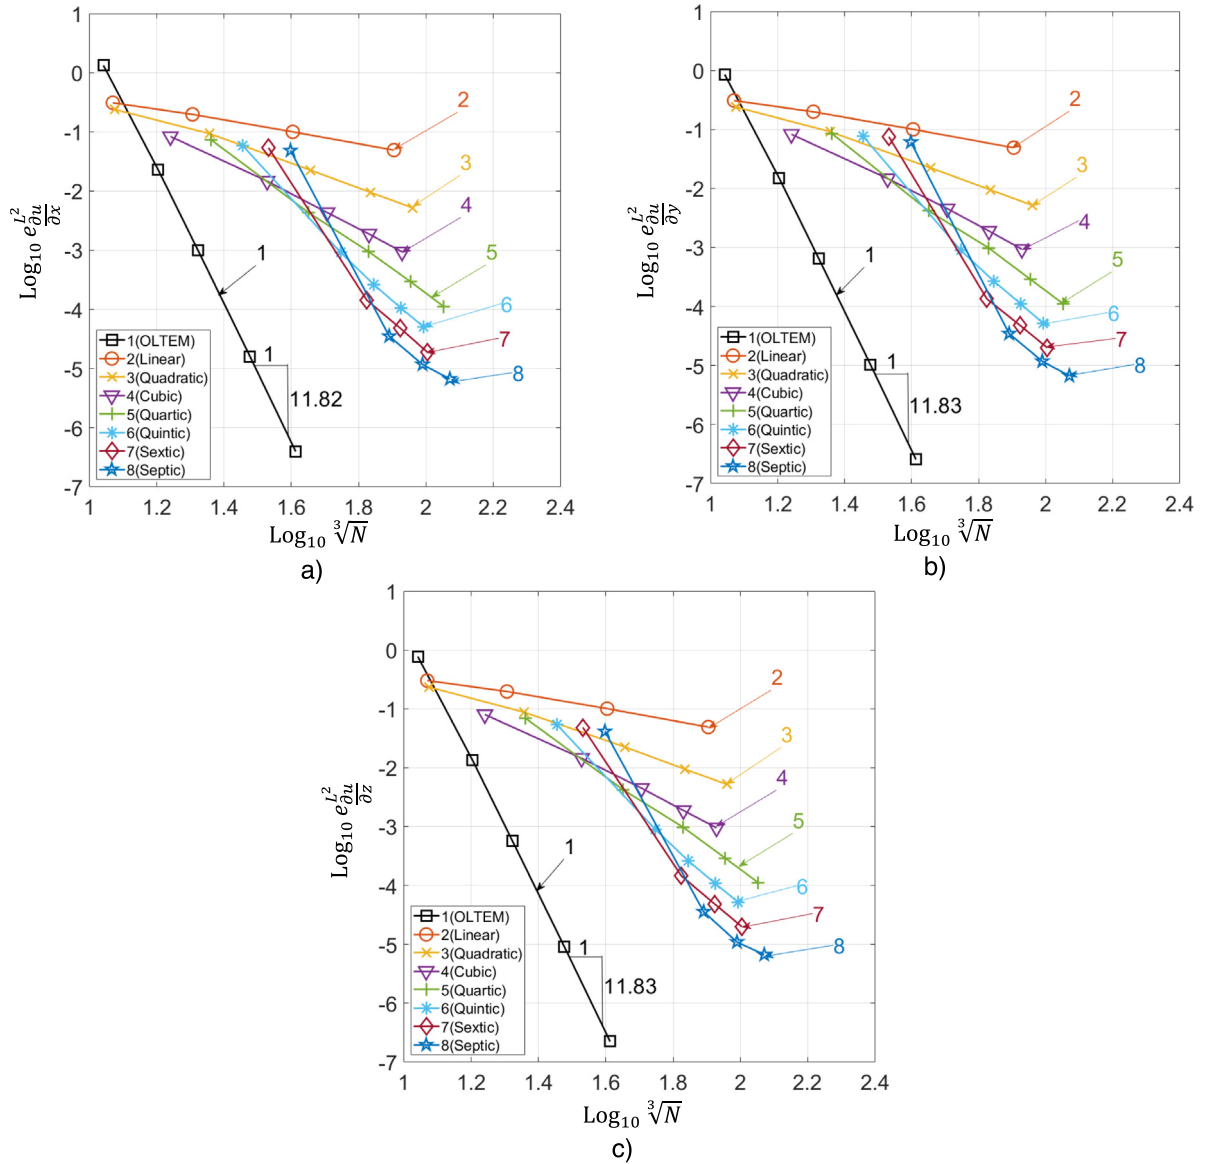 1
0
-1
-2
-3
-4
-5
-6
-7
Log₁₀ e^{L²}_{∂u/∂x}
2
3
4
1
5
6
7
8
1
11.82
1(OLTEM)
2(Linear)
3(Quadratic)
4(Cubic)
5(Quartic)
6(Quintic)
7(Sextic)
8(Septic)
1 1.2 1.4 1.6 1.8 2 2.2 2.4
Log₁₀ ∛N
a)
1
0
-1
-2
-3
-4
-5
-6
-7
Log₁₀ e^{L²}_{∂u/∂y}
2
3
4
1
5
6
7
8
1
11.83
1(OLTEM)
2(Linear)
3(Quadratic)
4(Cubic)
5(Quartic)
6(Quintic)
7(Sextic)
8(Septic)
1 1.2 1.4 1.6 1.8 2 2.2 2.4
Log₁₀ ∛N
b)
1
0
-1
-2
-3
-4
-5
-6
-7
Log₁₀ e^{L²}_{∂u/∂z}
2
3
4
5
1
6
7
8
1
11.83
1(OLTEM)
2(Linear)
3(Quadratic)
4(Cubic)
5(Quartic)
6(Quintic)
7(Sextic)
8(Septic)
1 1.2 1.4 1.6 1.8 2 2.2 2.4
Log₁₀ ∛N
c)